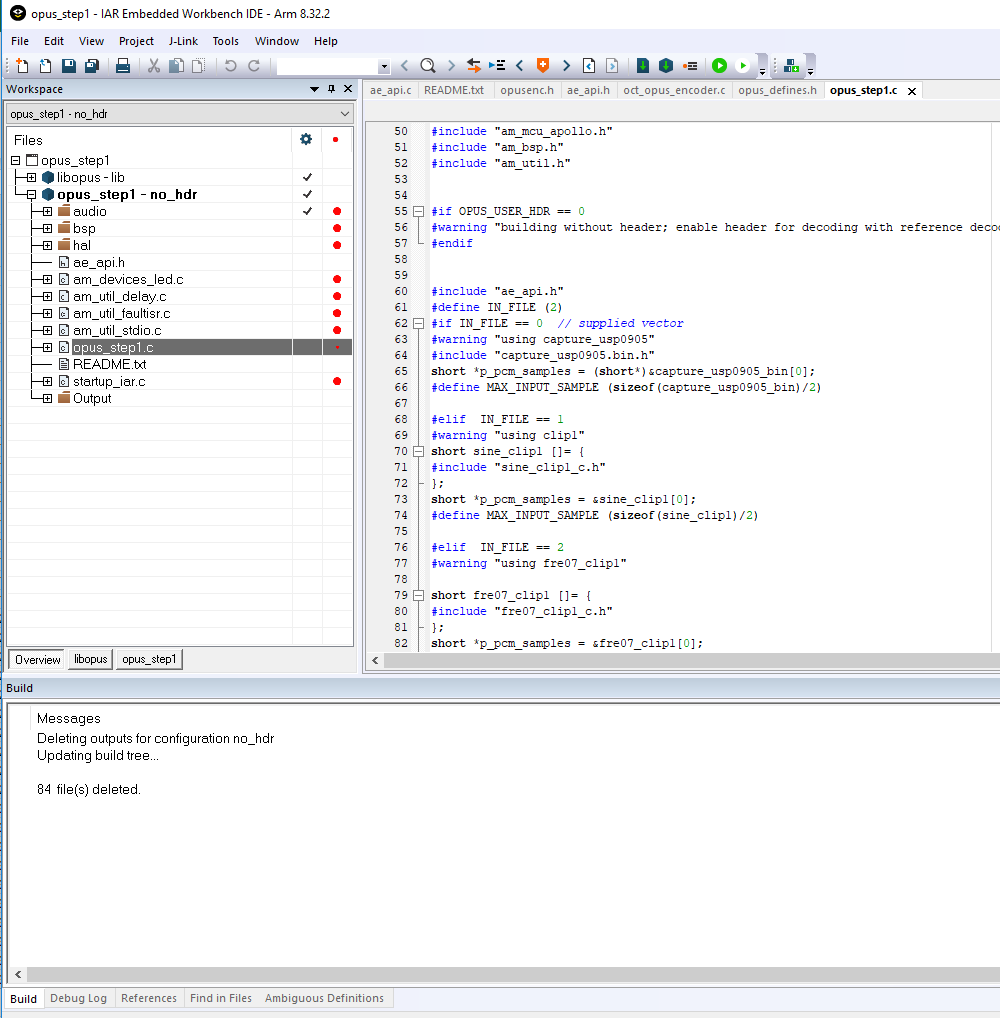 opus_step1 - IAR Embedded Workbench IDE - Arm 8.32.2
File Edit View Project J-Link Tools Window Help
Workspace
opus_step1 - no_hdr
Files
opus_step1
libopus - lib
opus_step1 - no_hdr
audio
bsp
hal
ae_api.h
am_devices_led.c
am_util_delay.c
am_util_faultisr.c
am_util_stdio.c
opus_step1.c
README.txt
startup_iar.c
Output
Overview libopus opus_step1
ae_api.c README.txt opusenc.h ae_api.h oct_opus_encoder.c opus_defines.h opus_step1.c
50 #include "am_mcu_apollo.h"
51 #include "am_bsp.h"
52 #include "am_util.h"
53
54
55 #if OPUS_USER_HDR == 0
56 #warning "building without header; enable header for decoding with reference deco
57 #endif
58
59
60 #include "ae_api.h"
61 #define IN_FILE (2)
62 #if IN_FILE == 0  // supplied vector
63 #warning "using capture_usp0905"
64 #include "capture_usp0905.bin.h"
65 short *p_pcm_samples = (short*)&capture_usp0905_bin[0];
66 #define MAX_INPUT_SAMPLE (sizeof(capture_usp0905_bin)/2)
67
68 #elif  IN_FILE == 1
69 #warning "using clip1"
70 short sine_clip1 []= {
71 #include "sine_clip1_c.h"
72 };
73 short *p_pcm_samples = &sine_clip1[0];
74 #define MAX_INPUT_SAMPLE (sizeof(sine_clip1)/2)
75
76 #elif  IN_FILE == 2
77 #warning "using fre07_clip1"
78
79 short fre07_clip1 []= {
80 #include "fre07_clip1_c.h"
81 };
82 short *p_pcm_samples = &fre07_clip1[0];
Build
Messages
Deleting outputs for configuration no_hdr
Updating build tree...
84 file(s) deleted.
Build Debug Log References Find in Files Ambiguous Definitions